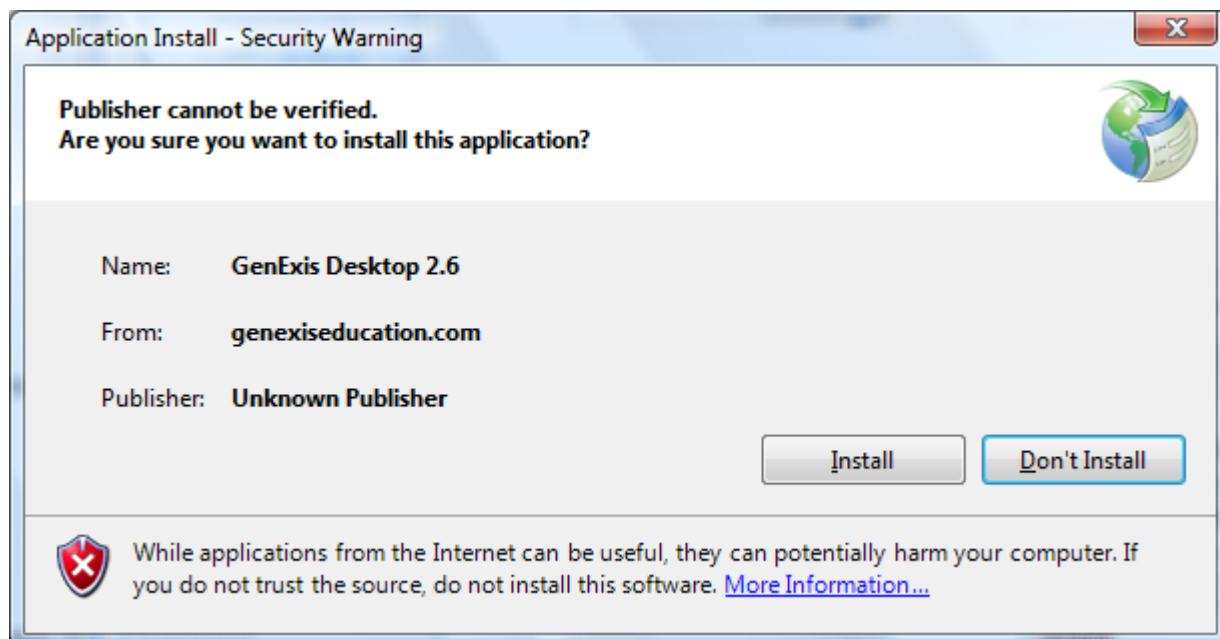 Application Install - Security Warning
Publisher cannot be verified.
Are you sure you want to install this application?
Name: GenExis Desktop 2.6
From: genexiseducation.com
Publisher: Unknown Publisher
Install Don't Install
While applications from the Internet can be useful, they can potentially harm your computer. If
you do not trust the source, do not install this software. More Information...